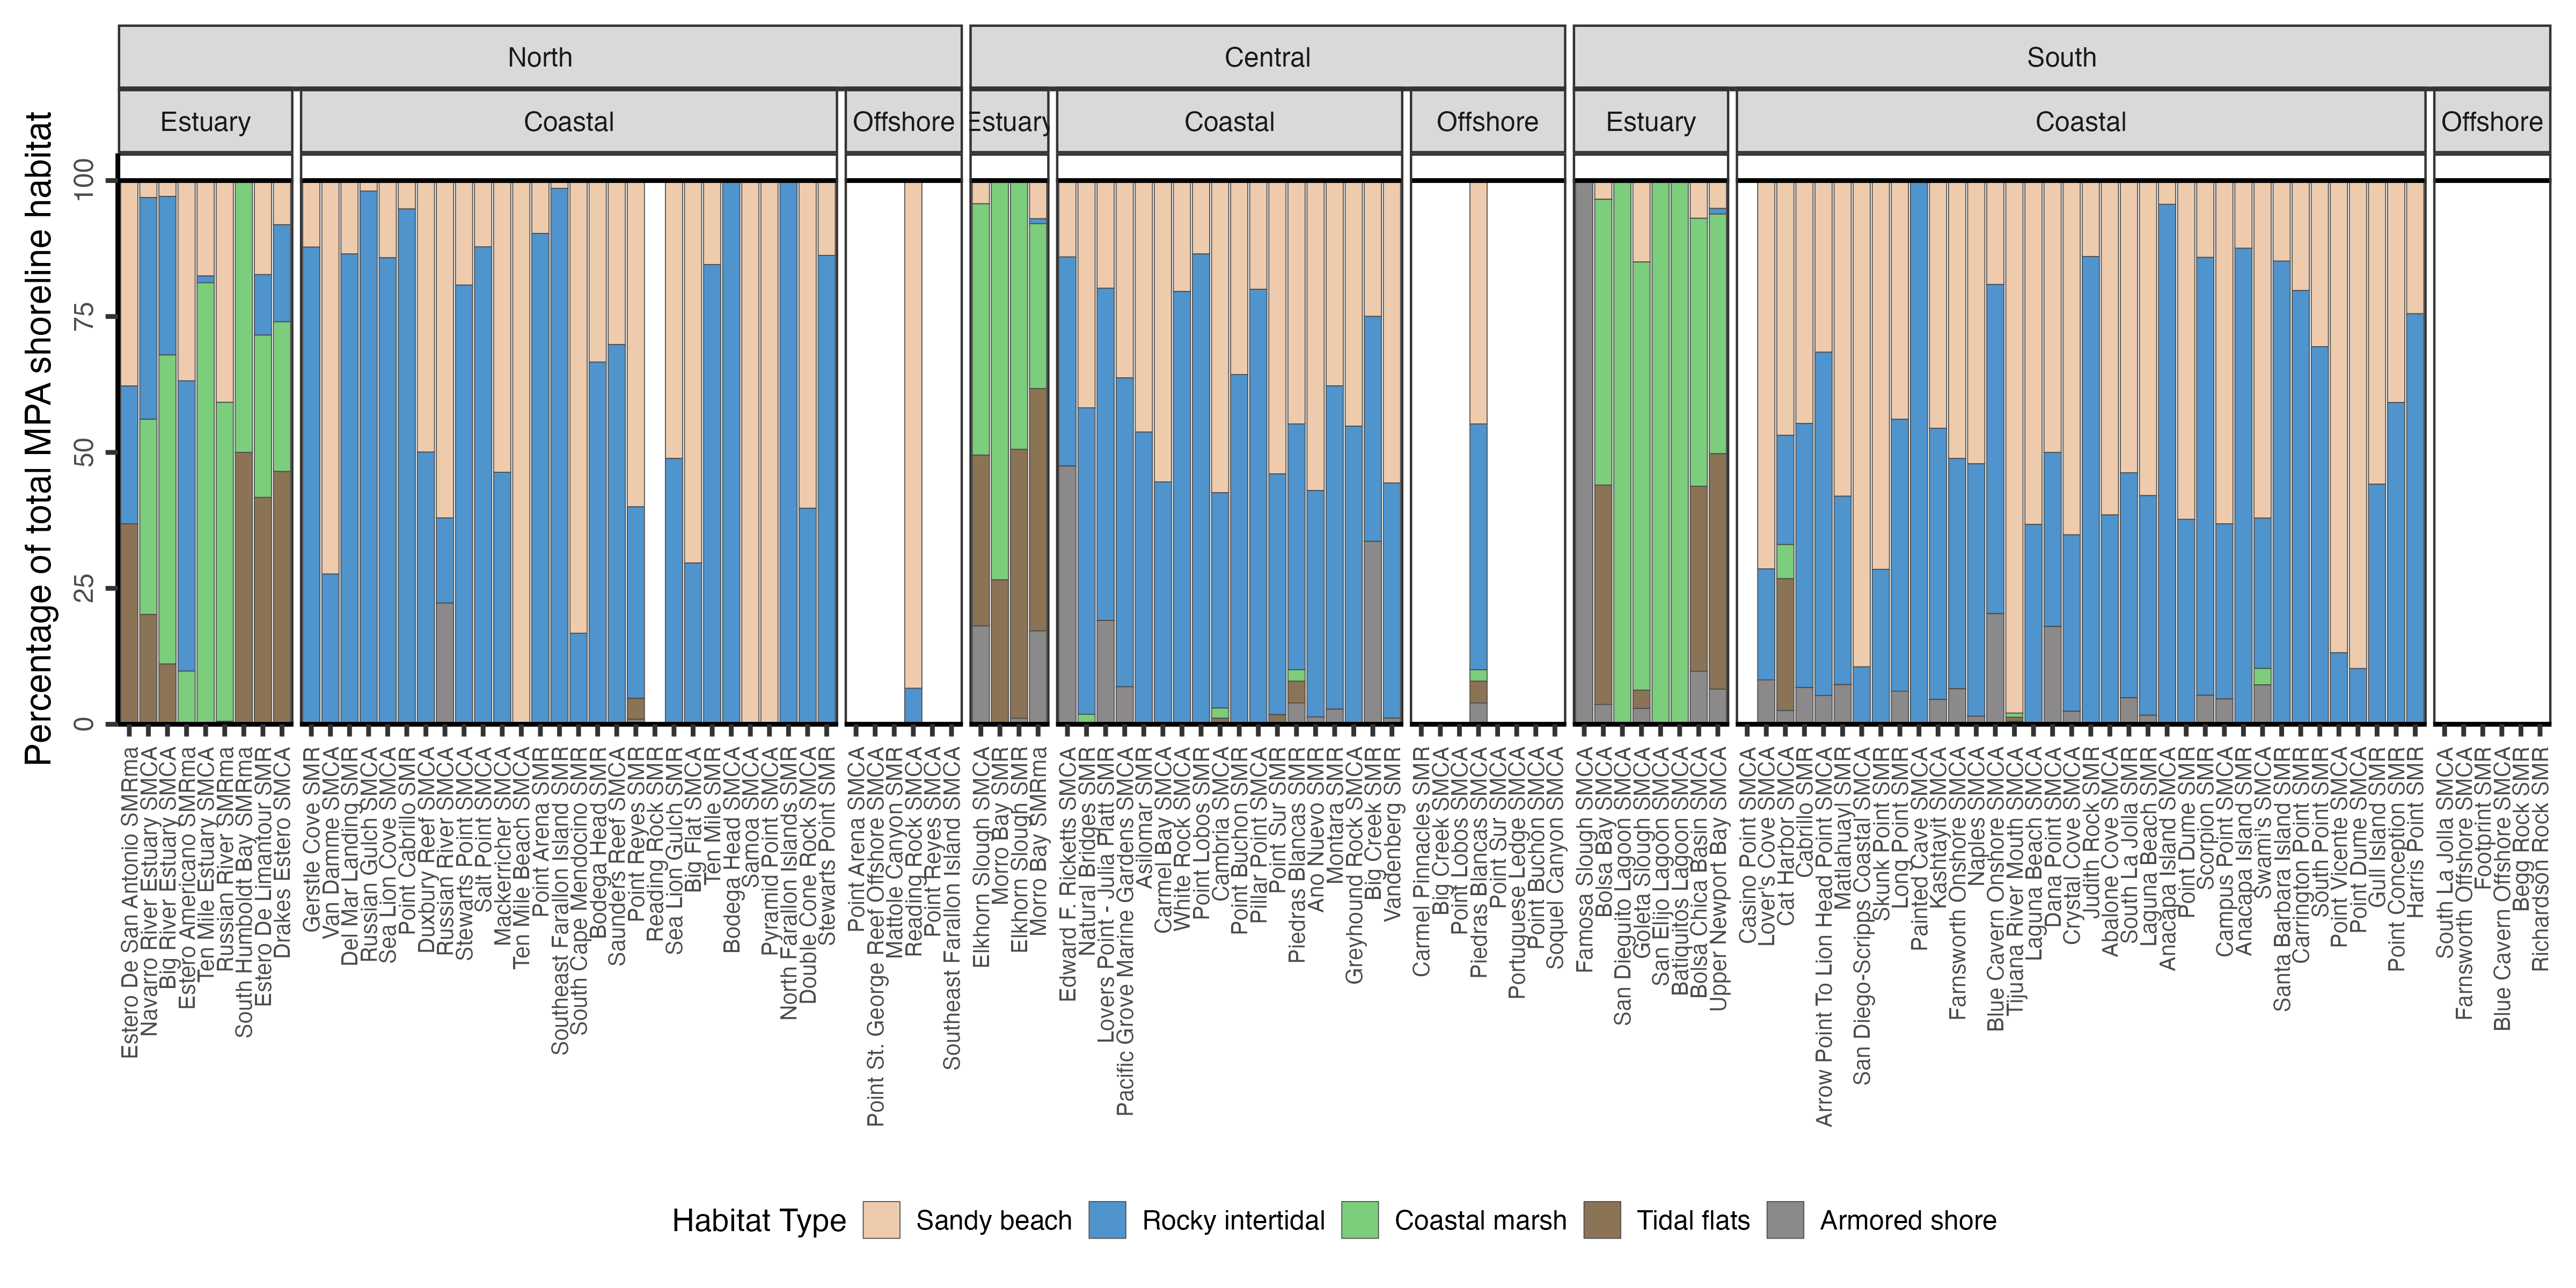 North
Central
South
Estuary
Coastal
Offshore
Estuary
Coastal
Offshore
Estuary
Coastal
Offshore
Percentage of total MPA shoreline habitat
100
75
50
25
0
Estero De San Antonio SMRma
Navarro River Estuary SMCA
Big River Estuary SMCA
Estero Americano SMRma
Ten Mile Estuary SMCA
Russian River SMRma
South Humboldt Bay SMRma
Estero De Limantour SMR
Drakes Estero SMCA
Gerstle Cove SMR
Van Damme SMCA
Del Mar Landing SMR
Russian Gulch SMCA
Sea Lion Cove SMCA
Point Cabrillo SMR
Duxbury Reef SMCA
Russian River SMCA
Stewarts Point SMCA
Salt Point SMCA
Mackerricher SMCA
Ten Mile Beach SMCA
Point Arena SMR
Southeast Farallon Island SMR
South Cape Mendocino SMR
Bodega Head SMR
Saunders Reef SMCA
Point Reyes SMR
Reading Rock SMR
Sea Lion Gulch SMR
Big Flat SMCA
Ten Mile SMR
Bodega Head SMCA
Samoa SMCA
Pyramid Point SMCA
North Farallon Islands SMR
Double Cone Rock SMCA
Stewarts Point SMR
Point Arena SMCA
Point St. George Reef Offshore SMCA
Mattole Canyon SMR
Reading Rock SMCA
Point Reyes SMCA
Southeast Farallon Island SMCA
Elkhorn Slough SMCA
Morro Bay SMR
Elkhorn Slough SMR
Morro Bay SMRma
Edward F. Ricketts SMCA
Natural Bridges SMR
Lovers Point - Julia Platt SMR
Pacific Grove Marine Gardens SMCA
Asilomar SMR
Carmel Bay SMCA
White Rock SMCA
Point Lobos SMR
Cambria SMCA
Point Buchon SMR
Pillar Point SMCA
Point Sur SMR
Piedras Blancas SMR
Ano Nuevo SMR
Montara SMR
Greyhound Rock SMCA
Big Creek SMR
Vandenberg SMR
Carmel Pinnacles SMR
Big Creek SMCA
Point Lobos SMCA
Piedras Blancas SMCA
Point Sur SMCA
Portuguese Ledge SMCA
Point Buchon SMCA
Soquel Canyon SMCA
Famosa Slough SMCA
Bolsa Bay SMCA
San Dieguito Lagoon SMCA
Goleta Slough SMCA
San Elijo Lagoon SMCA
Batiquitos Lagoon SMCA
Bolsa Chica Basin SMCA
Upper Newport Bay SMCA
Casino Point SMCA
Lover's Cove SMCA
Cat Harbor SMCA
Cabrillo SMR
Arrow Point To Lion Head Point SMCA
Matlahuayl SMR
San Diego-Scripps Coastal SMCA
Skunk Point SMR
Long Point SMR
Painted Cave SMCA
Kashtayit SMCA
Farnsworth Onshore SMCA
Naples SMCA
Blue Cavern Onshore SMCA
Tijuana River Mouth SMCA
Laguna Beach SMCA
Dana Point SMCA
Crystal Cove SMCA
Judith Rock SMR
Abalone Cove SMCA
South La Jolla SMR
Laguna Beach SMR
Anacapa Island SMCA
Point Dume SMR
Scorpion SMR
Campus Point SMCA
Anacapa Island SMR
Swami's SMCA
Santa Barbara Island SMR
Carrington Point SMR
South Point SMR
Point Vicente SMCA
Point Dume SMCA
Gull Island SMR
Point Conception SMR
Harris Point SMR
South La Jolla SMCA
Farnsworth Offshore SMCA
Footprint SMR
Blue Cavern Offshore SMCA
Begg Rock SMR
Richardson Rock SMR
Habitat Type
Sandy beach
Rocky intertidal
Coastal marsh
Tidal flats
Armored shore